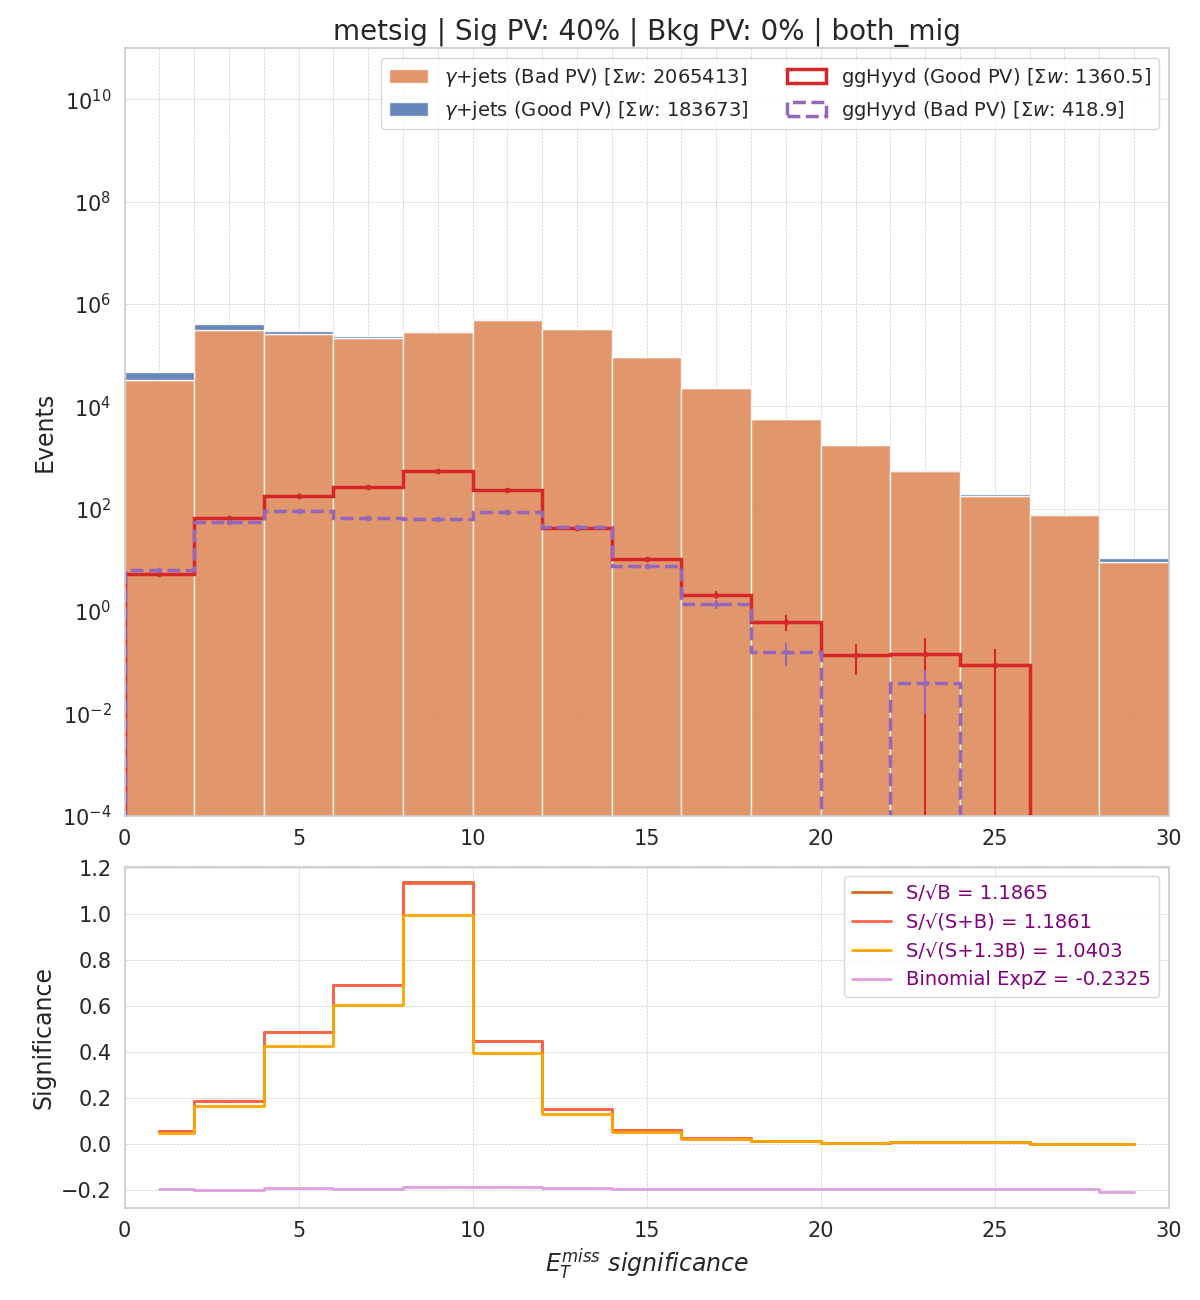 metsig | Sig PV: 40% | Bkg PV: 0% | both_mig
γ+jets (Bad PV) [Σw: 2065413]
γ+jets (Good PV) [Σw: 183673]
ggHyyd (Good PV) [Σw: 1360.5]
ggHyyd (Bad PV) [Σw: 418.9]
Events
10^10
10^8
10^6
10^4
10^2
10^0
10^−2
10^−4
0 5 10 15 20 25 30
S/√B = 1.1865
S/√(S+B) = 1.1861
S/√(S+1.3B) = 1.0403
Binomial ExpZ = -0.2325
Significance
1.2
1.0
0.8
0.6
0.4
0.2
0.0
−0.2
0 5 10 15 20 25 30
E_T^miss significance